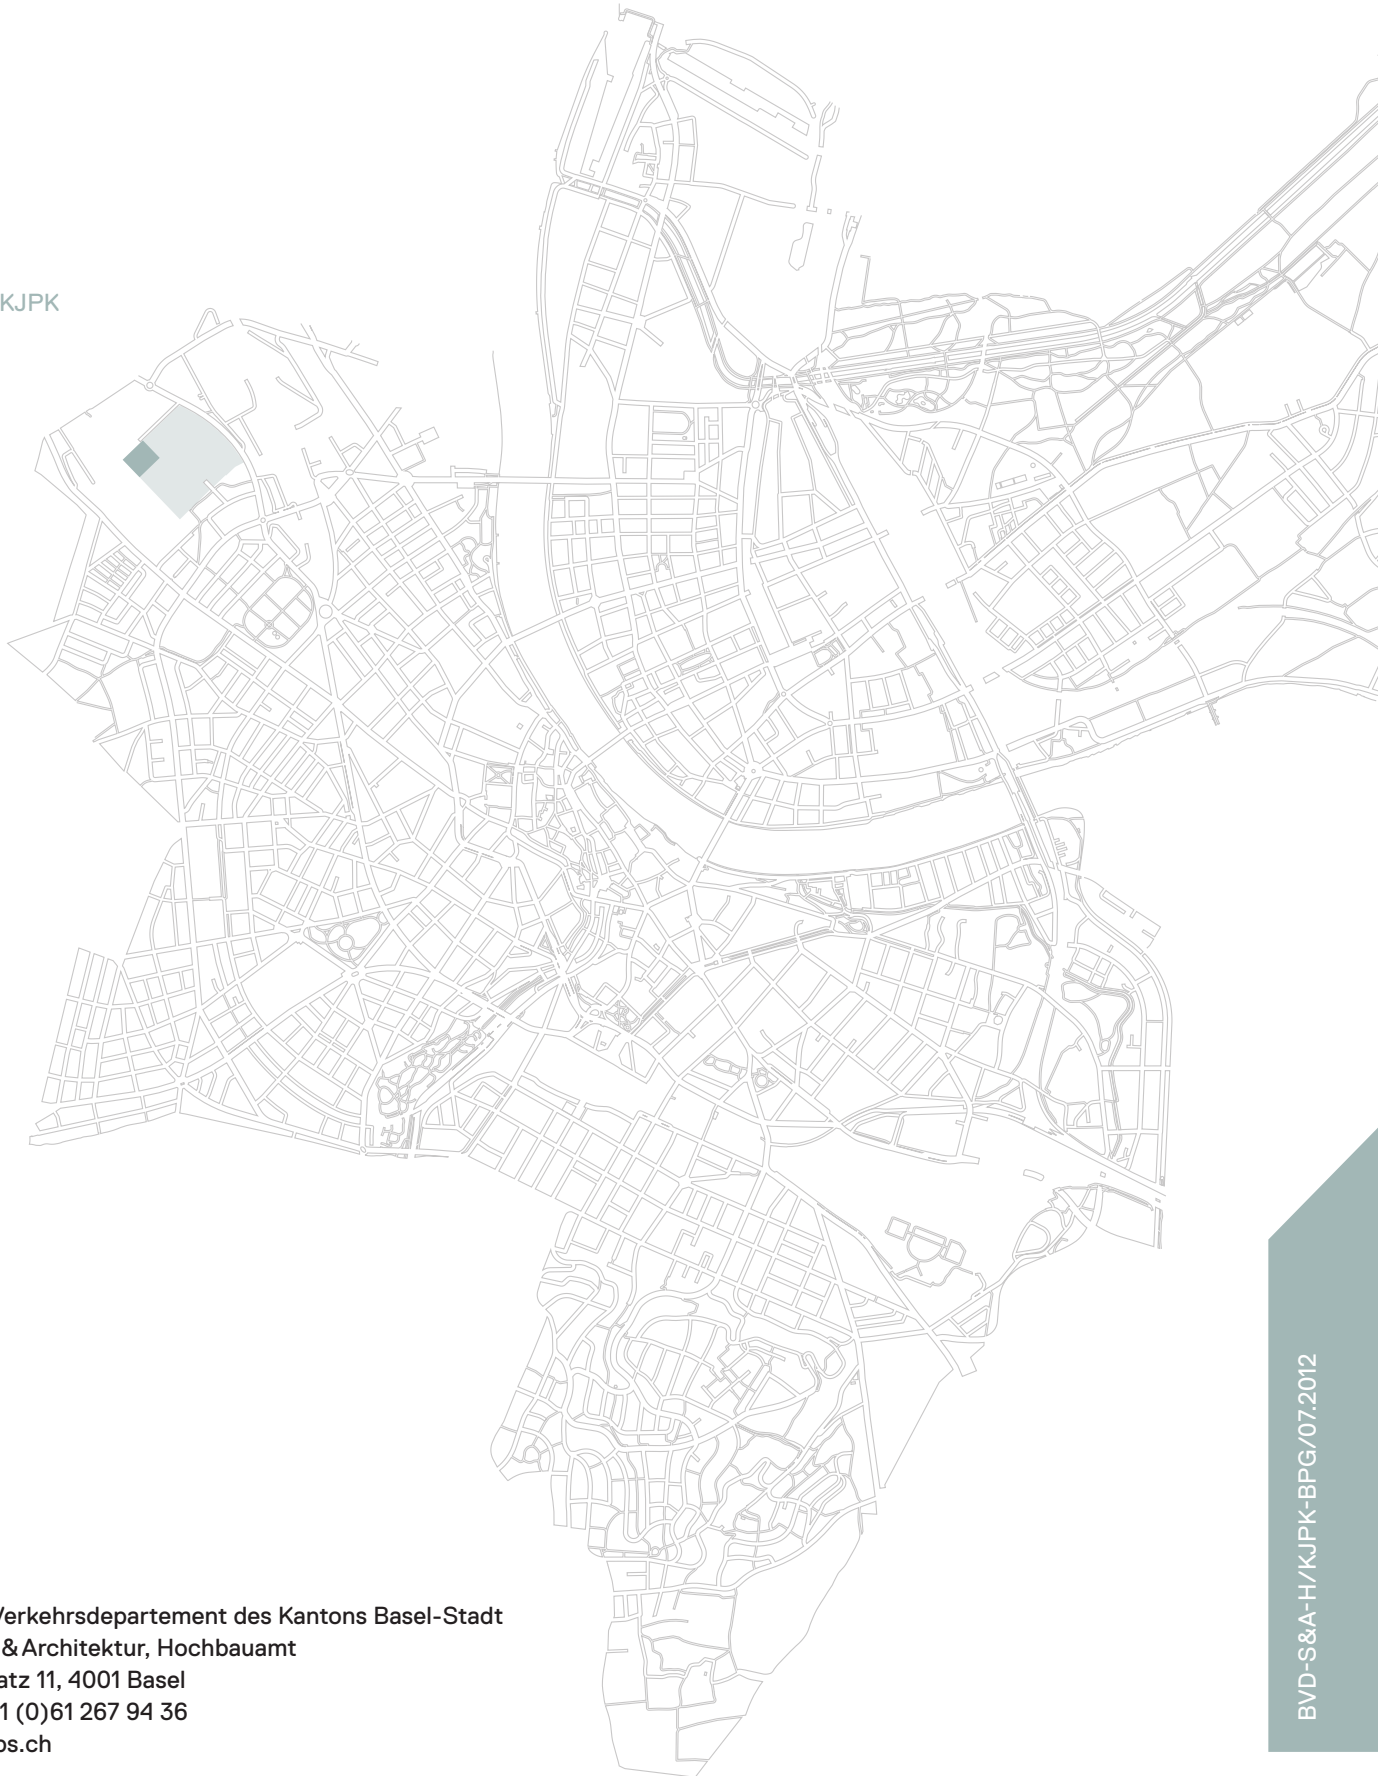 KJPK
Verkehrsdepartement des Kantons Basel-Stadt
& Architektur, Hochbauamt
atz 11, 4001 Basel
1 (0)61 267 94 36
os.ch
BVD-S&A-H/KJPK-BPG/07.2012